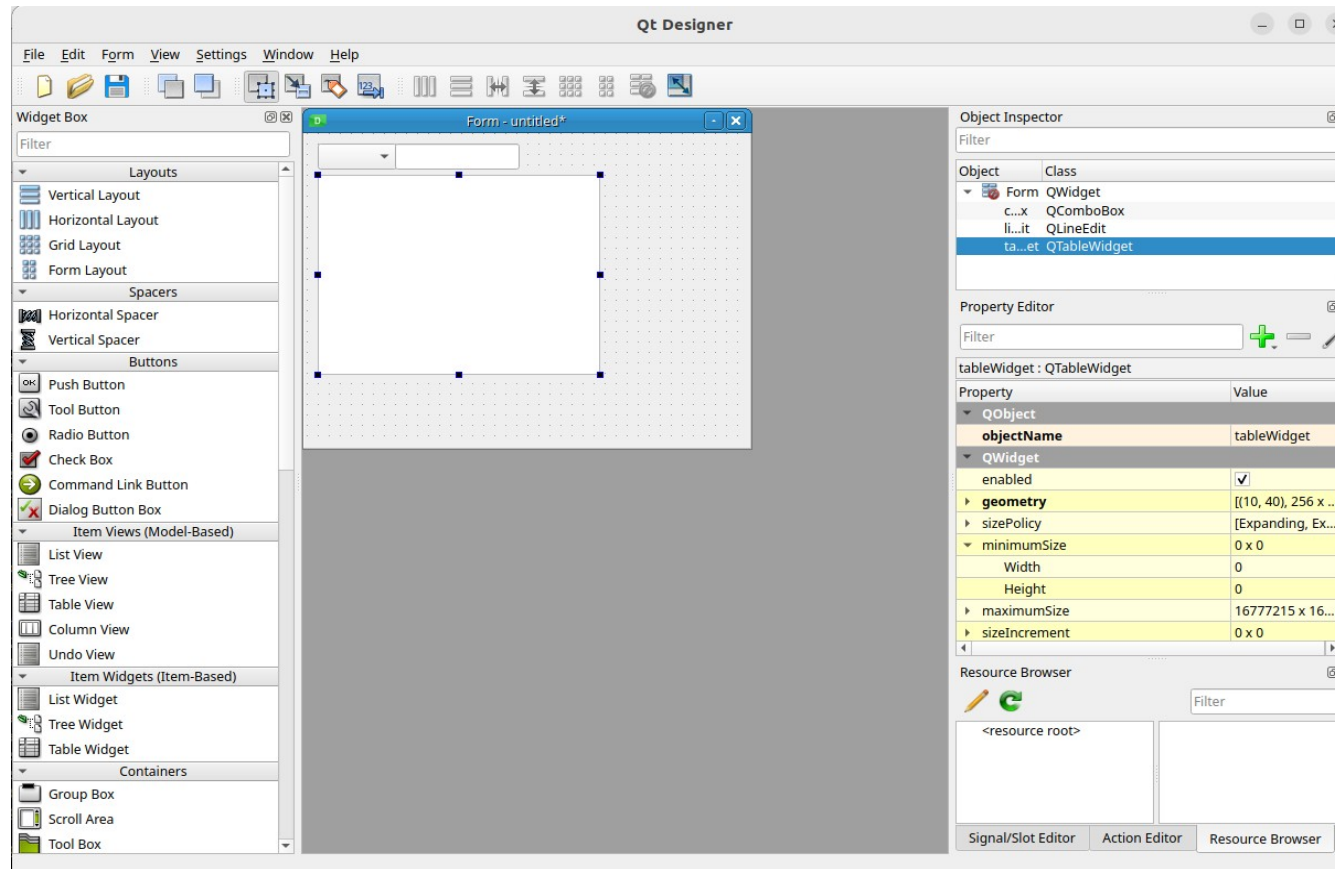 Qt Designer
File Edit Form View Settings Window Help
123
Widget Box
Filter
Layouts
Vertical Layout
Horizontal Layout
Grid Layout
Form Layout
Spacers
Horizontal Spacer
Vertical Spacer
Buttons
OK Push Button
Tool Button
Radio Button
Check Box
Command Link Button
Dialog Button Box
Item Views (Model-Based)
List View
Tree View
Table View
Column View
Undo View
Item Widgets (Item-Based)
List Widget
Tree Widget
Table Widget
Containers
Group Box
Scroll Area
Tool Box
D Form - untitled*
Object Inspector
Filter
Object Class
Form QWidget
c...x QComboBox
li...it QLineEdit
ta...et QTableWidget
Property Editor
Filter
tableWidget : QTableWidget
Property Value
QObject
objectName tableWidget
QWidget
enabled
geometry [(10, 40), 256 x ...
sizePolicy [Expanding, Ex...
minimumSize 0 x 0
Width 0
Height 0
maximumSize 16777215 x 16...
sizeIncrement 0 x 0
Resource Browser
Filter
<resource root>
Signal/Slot Editor Action Editor Resource Browser